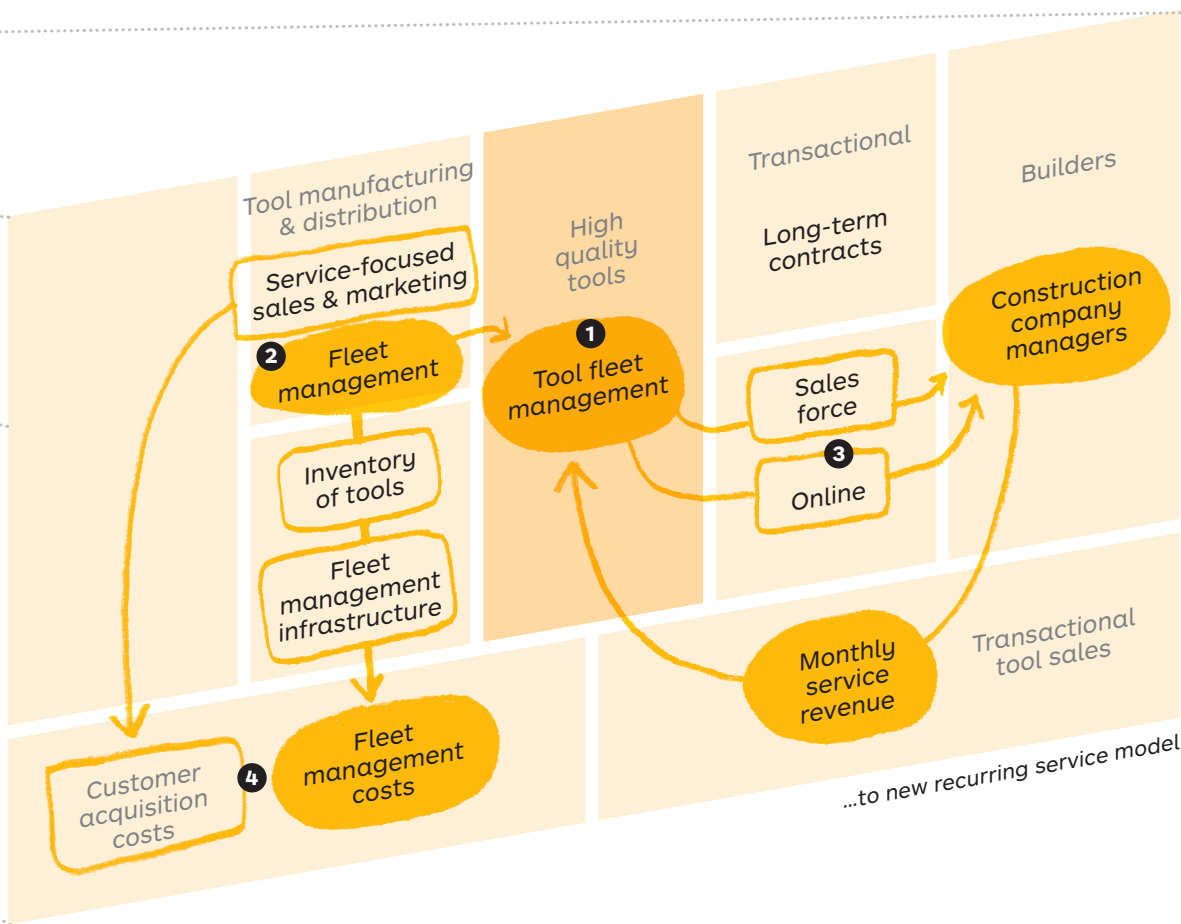 Tool manufacturing
& distribution
Service-focused
sales & marketing
2
Fleet
management
Inventory
of tools
Fleet
management
infrastructure
High
quality
tools
1
Tool fleet
management
Transactional
Long-term
contracts
Sales
force
3
Online
Builders
Construction
company
managers
Customer
acquisition
costs
4
Fleet
management
costs
Monthly
service
revenue
Transactional
tool sales
...to new recurring service model